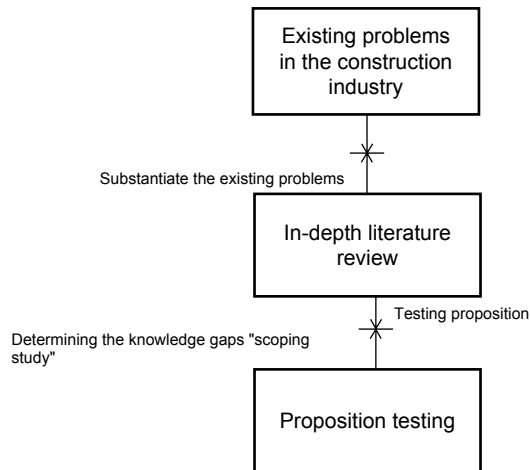 Existing problems
in the construction
industry
Substantiate the existing problems
In-depth literature
review
Testing proposition
Determining the knowledge gaps "scoping
study"
Proposition testing